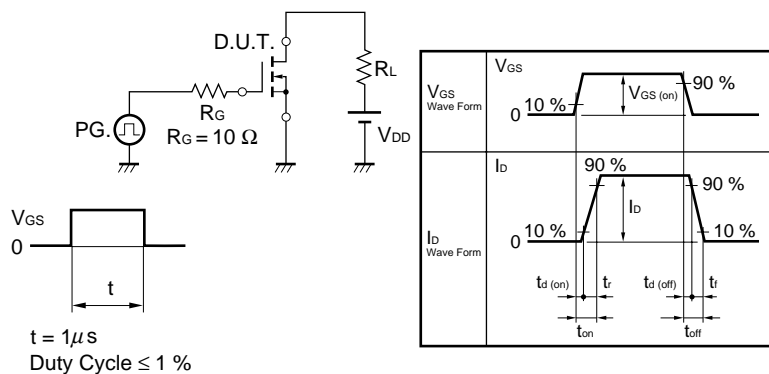 D.U.T.
RL
RG
PG.
RG = 10 Ω
VDD
VGS
0
t
t = 1μs
Duty Cycle ≤ 1 %
VGS
Wave Form
VGS
90 %
VGS (on)
10 %
0
ID
Wave Form
ID
90 %
90 %
ID
10 %
10 %
0
td (on)
tr
td (off)
tf
ton
toff